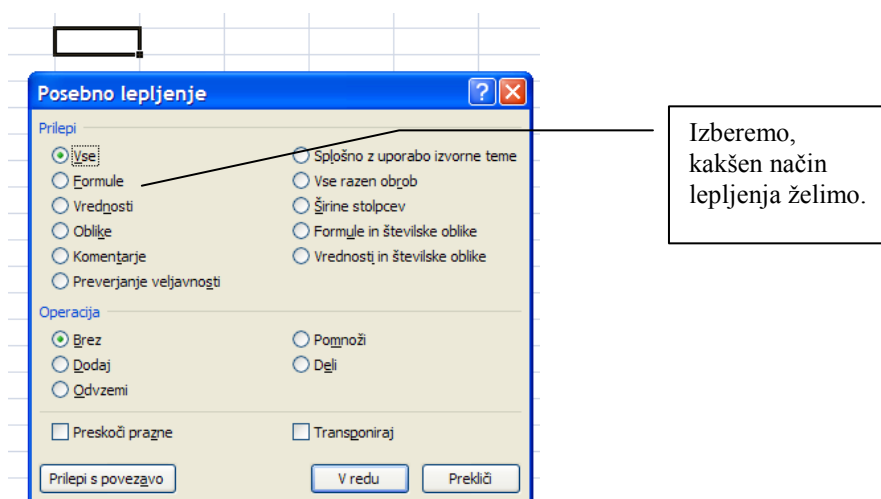 Posebno lepljenje
Prilepi
Vse
Splošno z uporabo izvorne teme
Formule
Vse razen obrob
Vrednosti
Širine stolpcev
Oblike
Formule in številske oblike
Komentarje
Vrednosti in številske oblike
Preverjanje veljavnosti
Operacija
Brez
Pomnoži
Dodaj
Deli
Odvzemi
Preskoči prazne
Transponiraj
Prilepi s povezavo
V redu
Prekliči
Izberemo,
kakšen način
lepljenja želimo.